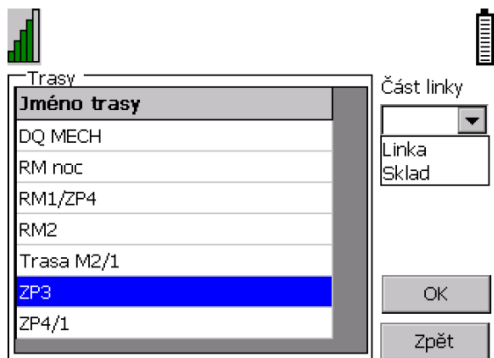 Trasy
Jméno trasy
DQ MECH
RM noc
RM1/ZP4
RM2
Trasa M2/1
ZP3
ZP4/1
Část linky
Linka
Sklad
OK
Zpět